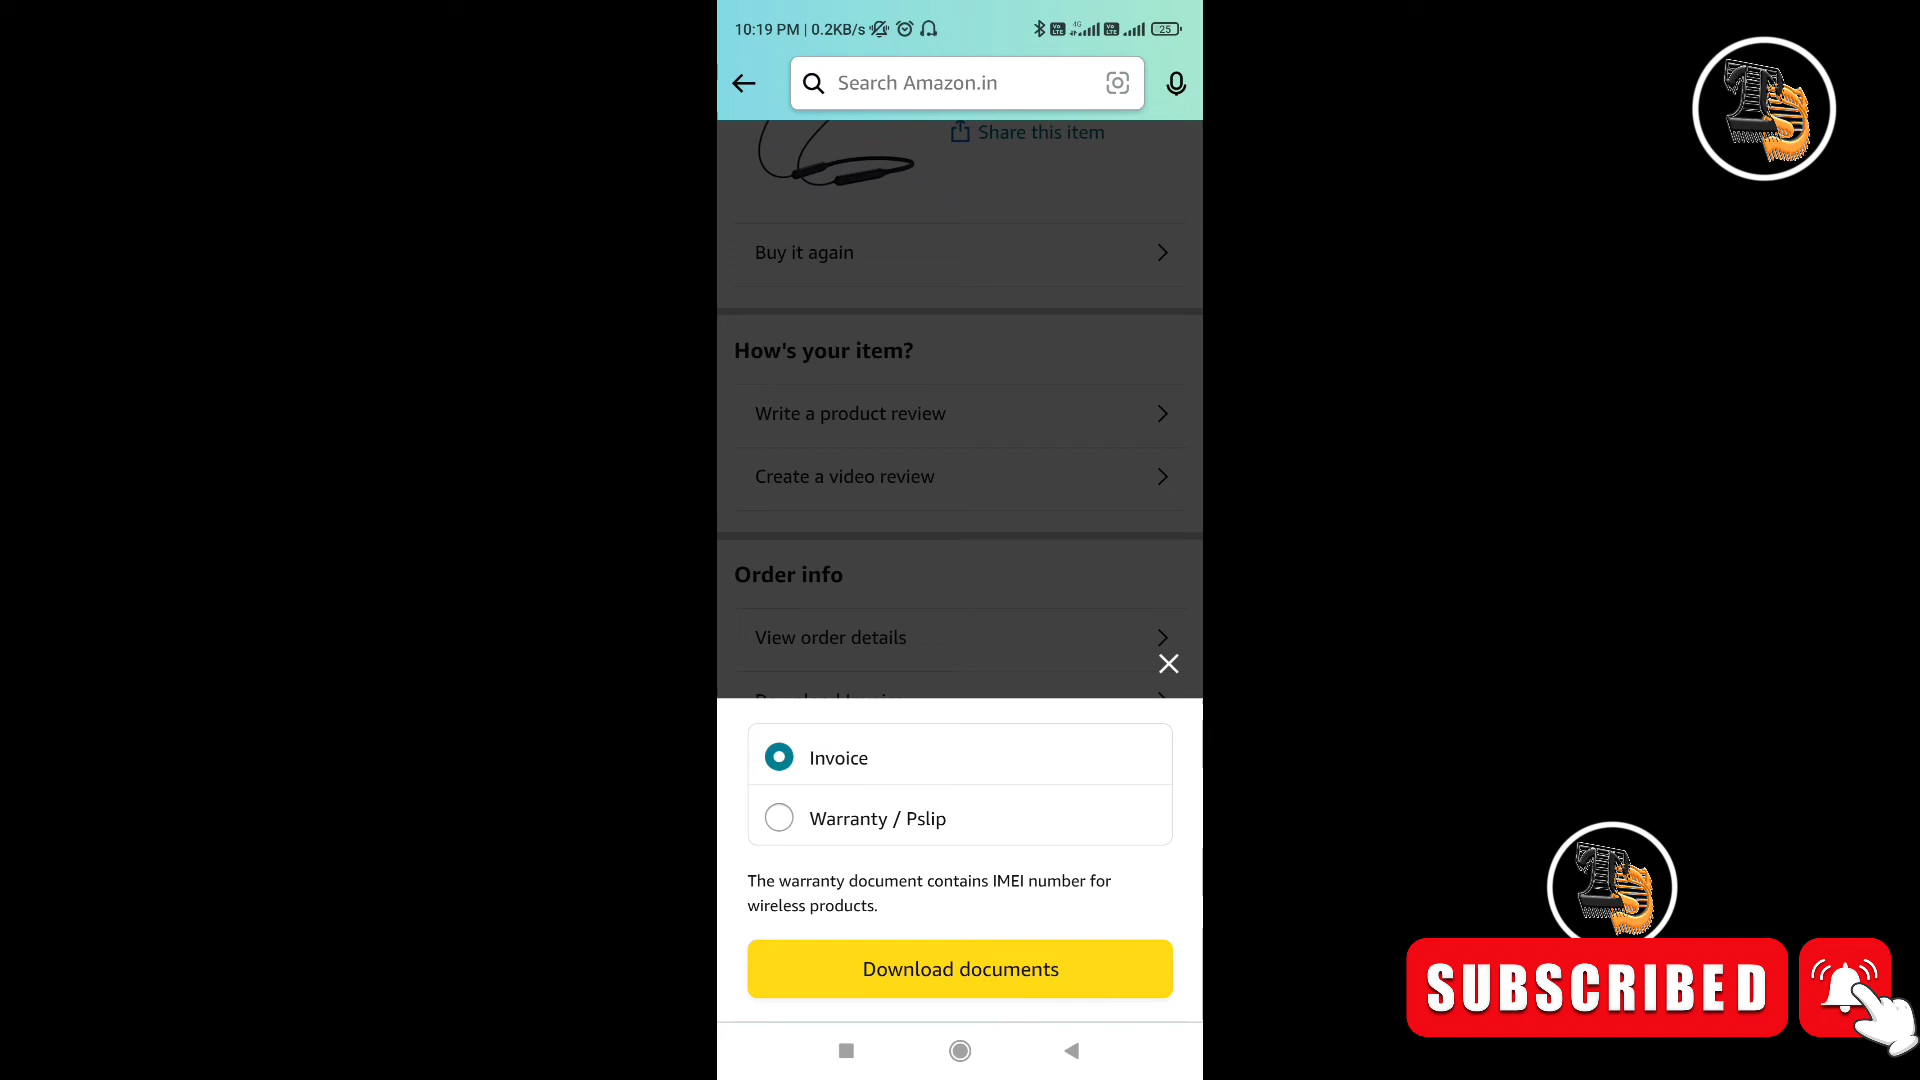 10:19 PM | 0.2KB/s
4G
25
Search Amazon.in
Share this item
Buy it again
How's your item?
Write a product review
Create a video review
Order info
View order details
Invoice
Warranty / Pslip
The warranty document contains IMEI number for
wireless products.
Download documents
SUBSCRIBED